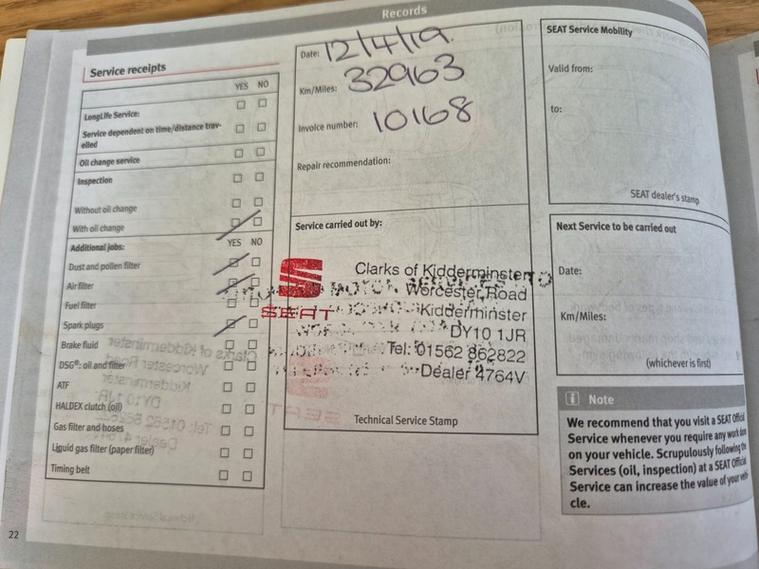 Records
Service receipts
YES NO
LongLife Service:
Service dependent on time/distance trav-
elled
Oil change service
Inspection
Without oil change
With oil change
Additional jobs: YES NO
Dust and pollen filter
Air filter
Fuel filter
Spark plugs
Brake fluid
DSG®: oil and filter
ATF
HALDEX clutch (oil)
Gas filter and hoses
Liquid gas filter (paper filter)
Timing belt
22
Date: 12/4/19.
Km/Miles: 32963
Invoice number: 10168
Repair recommendation:
Service carried out by:
SEAT
Clarks of Kidderminster
Worcester Road
Kidderminster
DY10 1JR
Tel: 01562 862822
Dealer 4764V
Technical Service Stamp
SEAT Service Mobility
Valid from:
to:
SEAT dealer's stamp
Next Service to be carried out
Date:
Km/Miles:
(whichever is first)
i Note
We recommend that you visit a SEAT Official
Service whenever you require any work done
on your vehicle. Scrupulously following the
Services (oil, inspection) at a SEAT Official
Service can increase the value of your vehi-
cle.